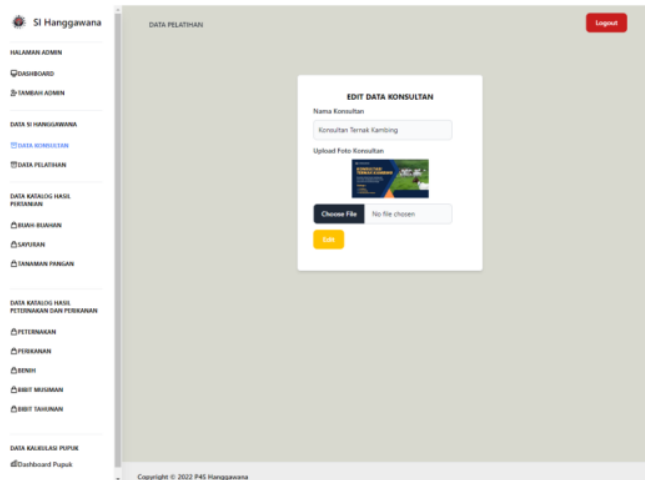 SI Hanggawana
HALAMAN ADMIN
DASHBOARD
TAMBAH ADMIN
DATA SI HANGGAWANA
DATA KONSULTAN
DATA PELATIHAN
DATA KATALOG HASIL
PERTANIAN
BUAH-BUAHAN
SAYURAN
TANAMAN PANGAN
DATA KATALOG HASIL
PETERNAKAN DAN PERIKANAN
PETERNAKAN
PERIKANAN
BENIH
BIBIT MUSIMAN
BIBIT TAHUNAN
DATA KALKULASI PUPUK
Dashboard Pupuk
DATA PELATIHAN
Logout
EDIT DATA KONSULTAN
Nama Konsultan
Konsultan Ternak Kambing
Upload Foto Konsultan
KONSULTAN
TERNAK KAMBING
Choose File
No file chosen
Edit
Copyright © 2022 P4S Hanggawana